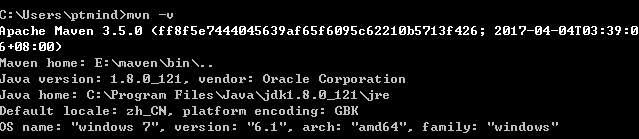 C:\Users\ptmind>mvn -v
Apache Maven 3.5.0 (ff8f5e7444045639af65f6095c62210b5713f426; 2017-04-04T03:39:0
6+08:00)
Maven home: E:\maven\bin\..
Java version: 1.8.0_121, vendor: Oracle Corporation
Java home: C:\Program Files\Java\jdk1.8.0_121\jre
Default locale: zh_CN, platform encoding: GBK
OS name: "windows 7", version: "6.1", arch: "amd64", family: "windows"